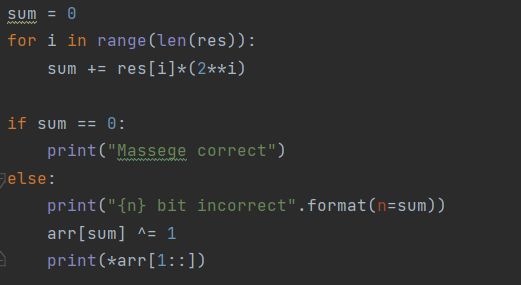 sum = 0
for i in range(len(res)):
    sum += res[i]*(2**i)

if sum == 0:
    print("Massege correct")
else:
    print("{n} bit incorrect".format(n=sum))
    arr[sum] ^= 1
    print(*arr[1::])